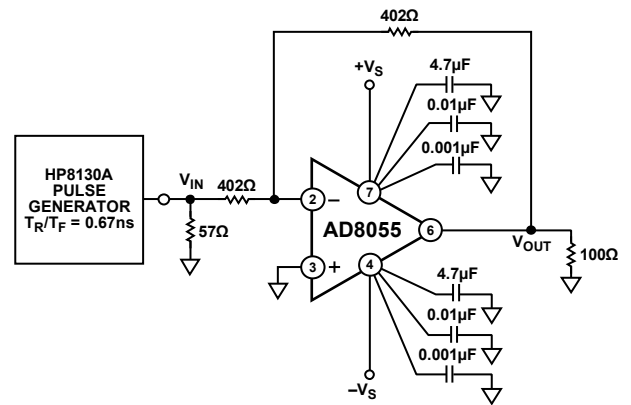 402Ω
+VS
4.7μF
0.01μF
0.001μF
HP8130A
PULSE
GENERATOR
TR/TF = 0.67ns
VIN
402Ω
57Ω
2
−
7
AD8055
6
3
+
4
VOUT
100Ω
4.7μF
0.01μF
0.001μF
−VS